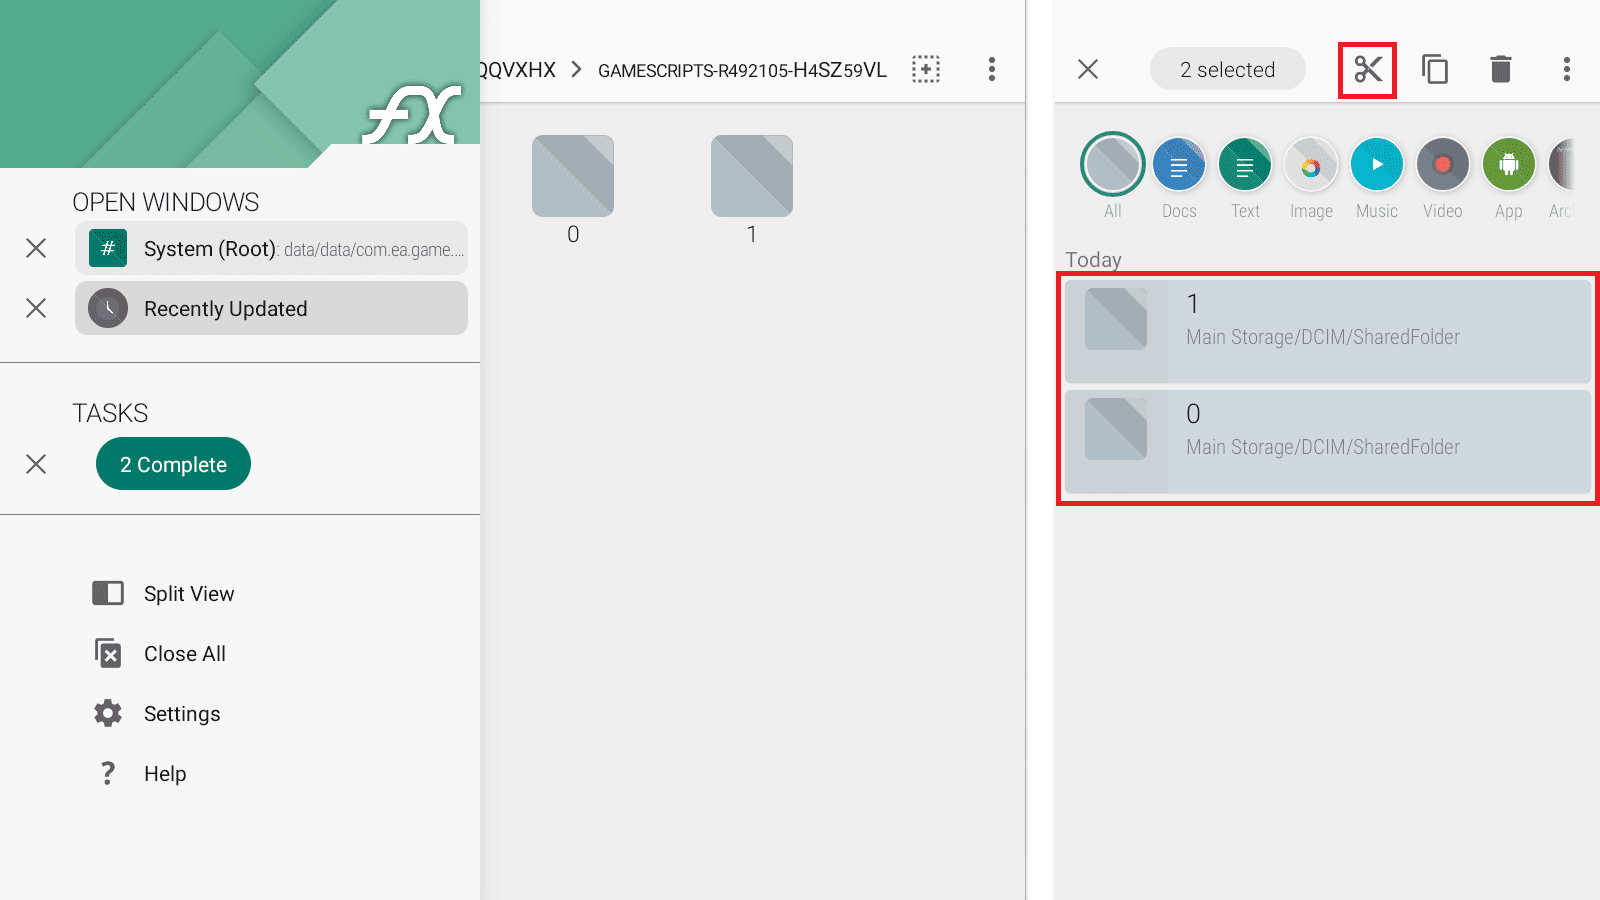 fX
OPEN WINDOWS
# System (Root): data/data/com.ea.game....
Recently Updated
TASKS
2 Complete
Split View
Close All
Settings
? Help
QQVXHX > GAMESCRIPTS-R492105-H4SZ59VL
0 1
2 selected
All Docs Text Image Music Video App Arc
Today
1
Main Storage/DCIM/SharedFolder
0
Main Storage/DCIM/SharedFolder